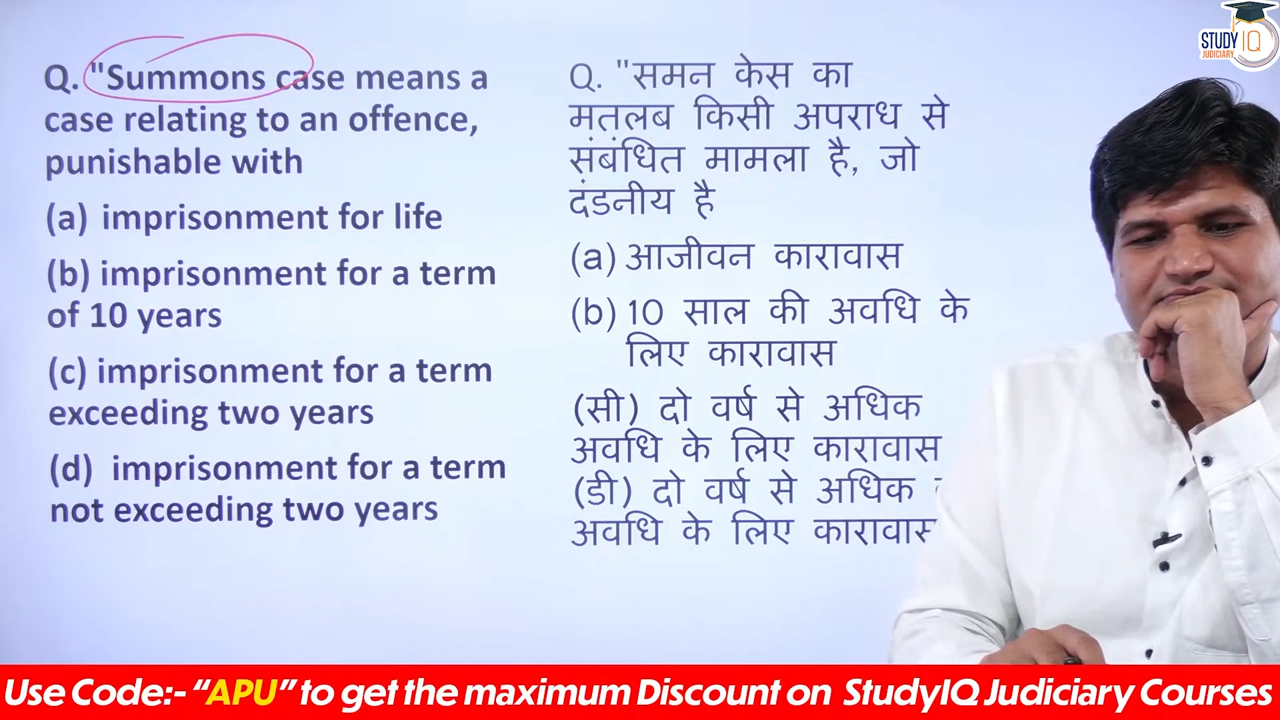 Q. "Summons case means a
case relating to an offence,
punishable with
(a) imprisonment for life
(b) imprisonment for a term
of 10 years
(c) imprisonment for a term
exceeding two years
(d) imprisonment for a term
not exceeding two years
Q. "समन केस का
मतलब किसी अपराध से
संबंधित मामला है, जो
दंडनीय है
(a) आजीवन कारावास
(b) 10 साल की अवधि के
लिए कारावास
(सी) दो वर्ष से अधिक
अवधि के लिए कारावास
(डी) दो वर्ष से अधिक
अवधि के लिए कारावास
STUDY IQ
JUDICIARY
Use Code:- "APU" to get the maximum Discount on StudyIQ Judiciary Courses